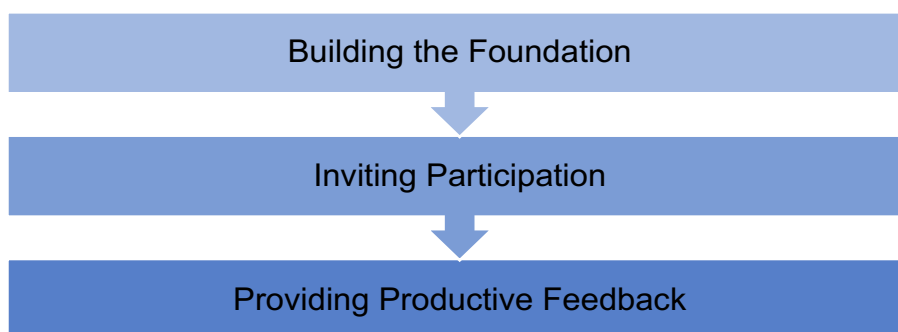 Building the Foundation
Inviting Participation
Providing Productive Feedback